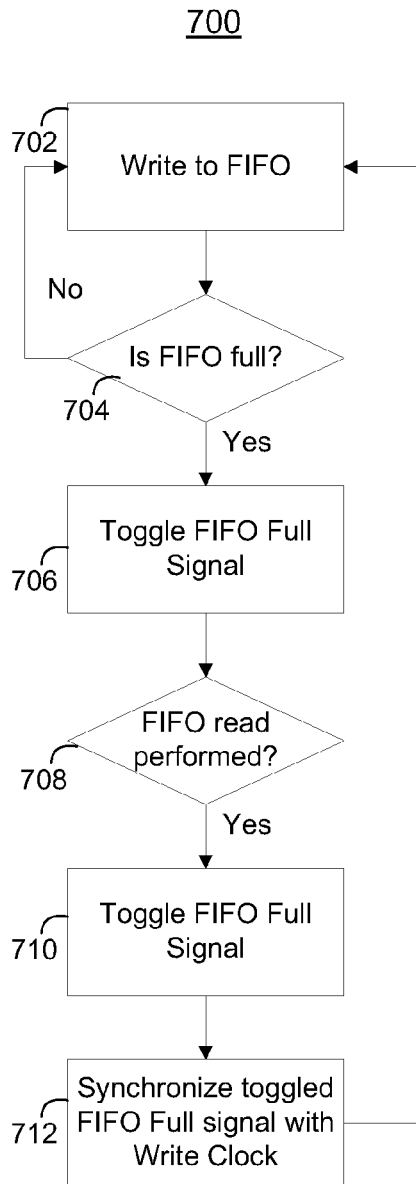 700
702
Write to FIFO
No
Is FIFO full?
704
Yes
Toggle FIFO Full
Signal
706
FIFO read
performed?
708
Yes
Toggle FIFO Full
Signal
710
Synchronize toggled
FIFO Full signal with
Write Clock
712